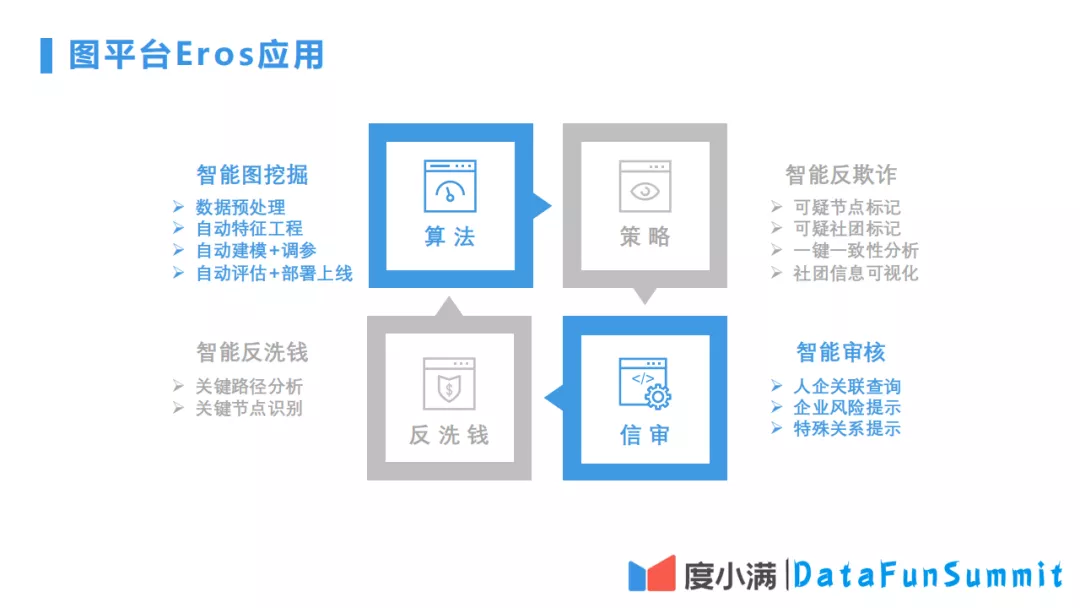 图平台Eros应用
智能图挖掘
数据预处理
自动特征工程
自动建模+调参
自动评估+部署上线
算法
策略
智能反欺诈
可疑节点标记
可疑社团标记
一键一致性分析
社团信息可视化
智能反洗钱
关键路径分析
关键节点识别
反洗钱
$
</>
信审
智能审核
人企关联查询
企业风险提示
特殊关系提示
度小满|DataFunSummit